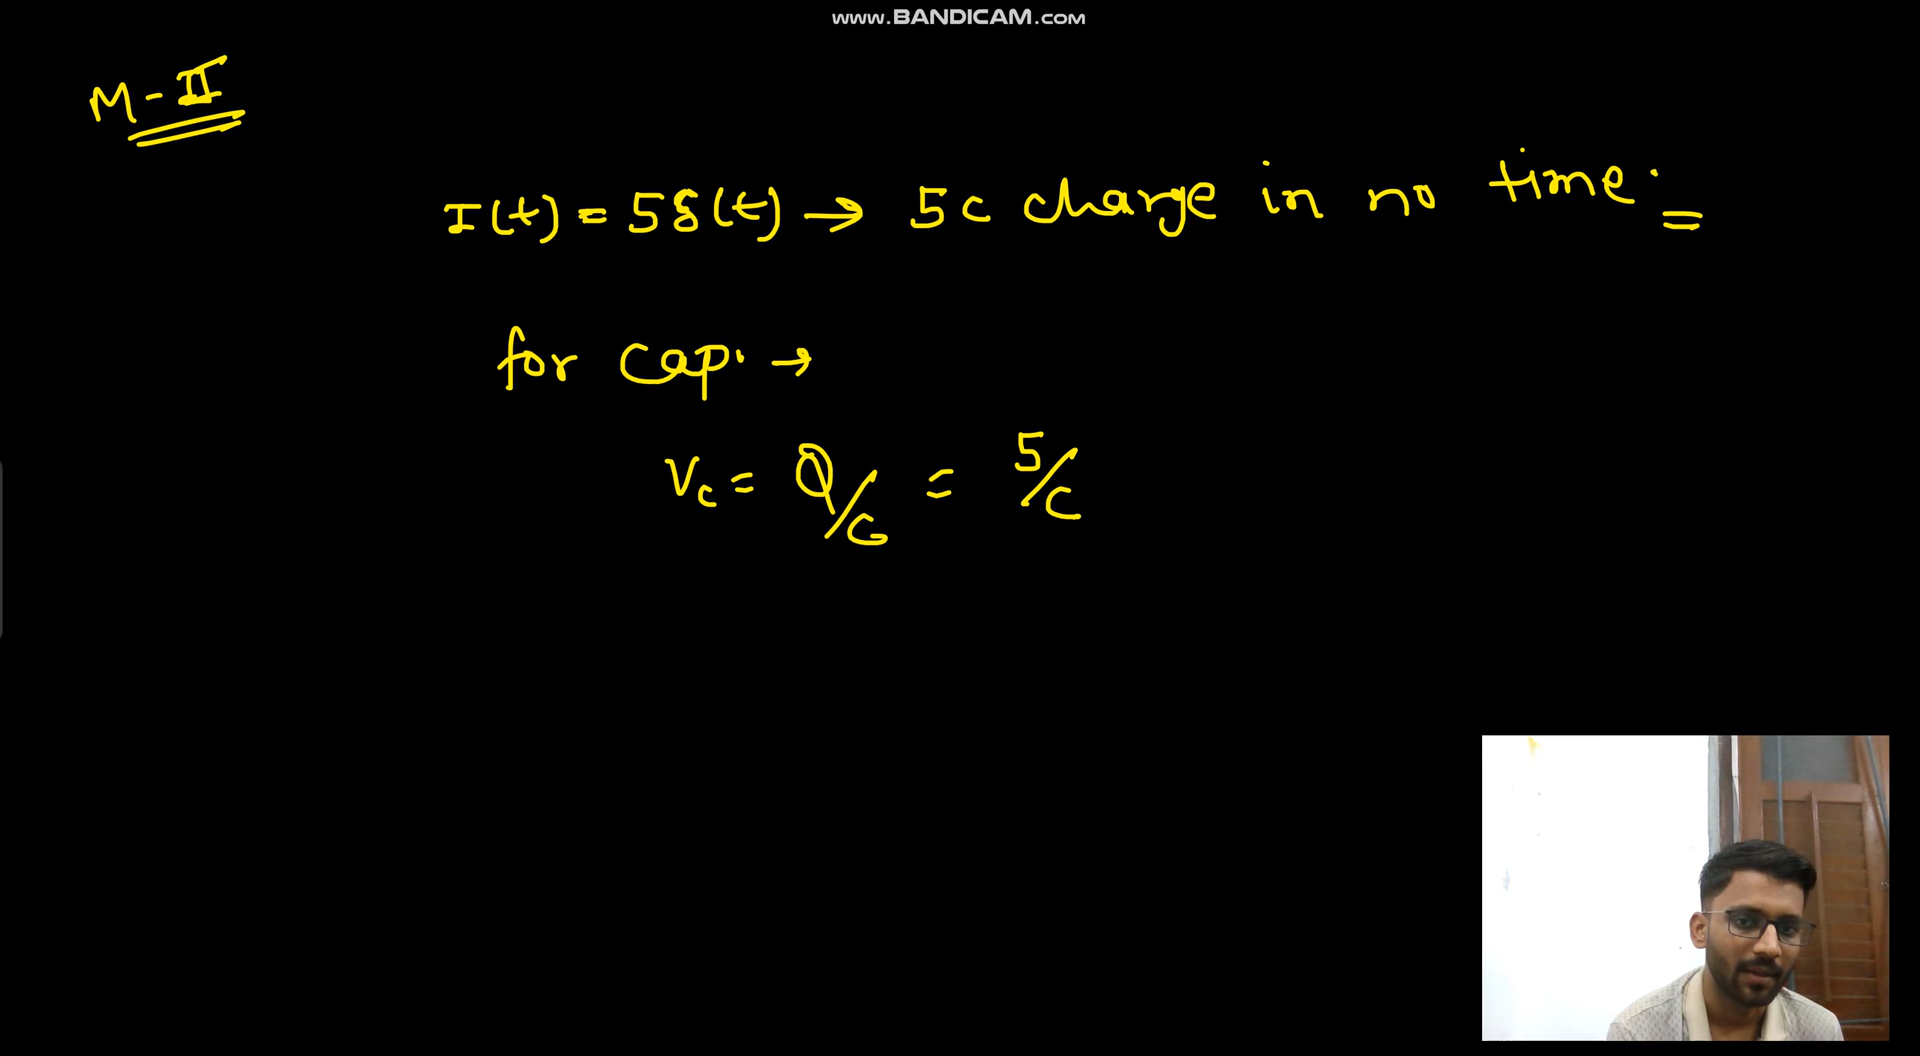 www.BANDICAM.com
M-II
I(t) = 5δ(t) → 5c charge in no time.
for cap. →
Vc = Q/C = 5/C